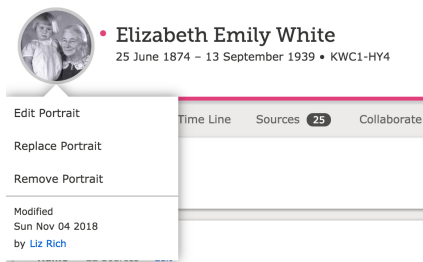 Elizabeth Emily White
25 June 1874 – 13 September 1939 • KWC1-HY4
Edit Portrait
Time Line Sources 25 Collaborate
Replace Portrait
Remove Portrait
Modified
Sun Nov 04 2018
by Liz Rich